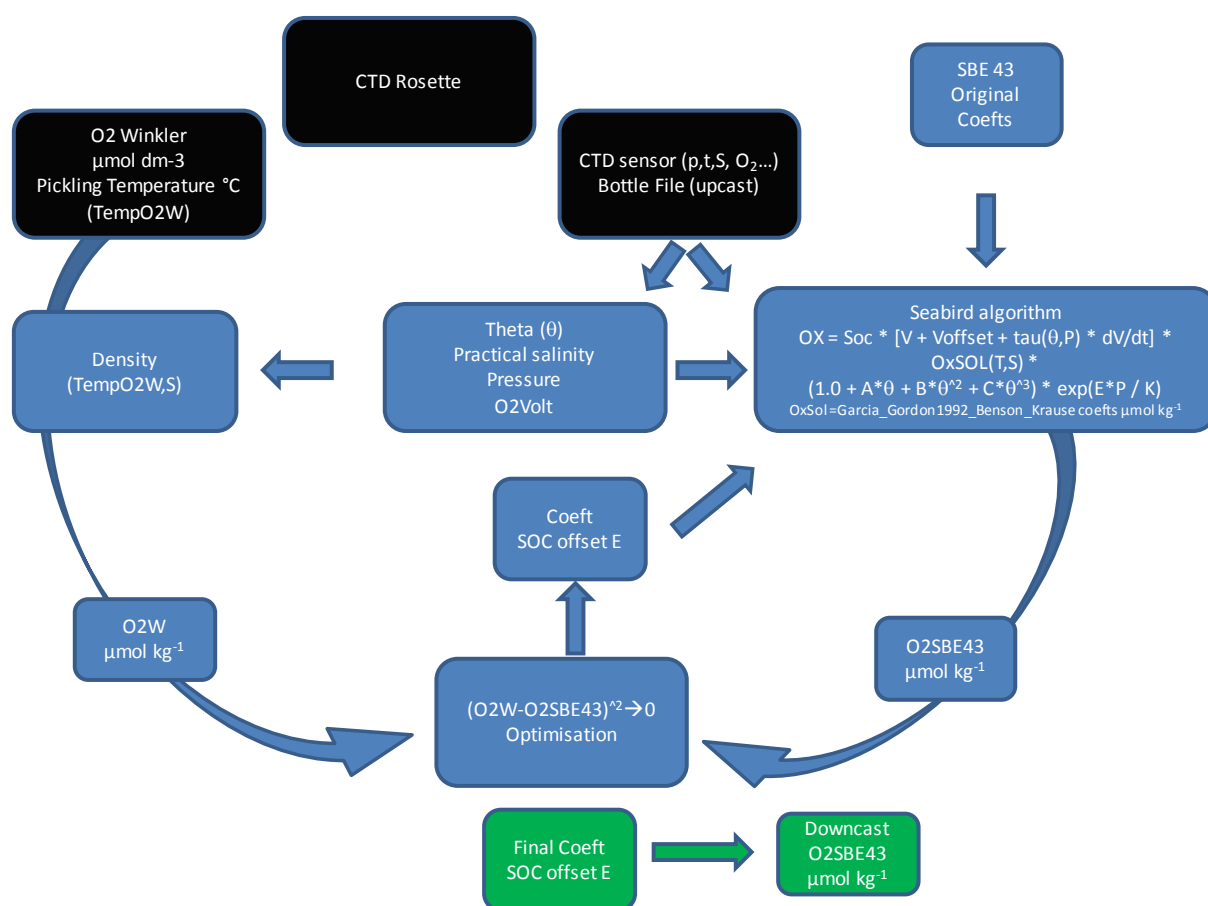 CTD Rosette
SBE 43
Original
Coefts
O2 Winkler
µmol dm-3
Pickling Temperature °C
(TempO2W)
CTD sensor (p,t,S, O₂...)
Bottle File (upcast)
Density
(TempO2W,S)
Theta (θ)
Practical salinity
Pressure
O2Volt
Seabird algorithm
OX = Soc * [V + Voffset + tau(θ,P) * dV/dt] *
OxSOL(T,S) *
(1.0 + A*θ + B*θ^² + C*θ^³) * exp(E*P / K)
OxSol=Garcia_Gordon1992_Benson_Krause coefts µmol kg⁻¹
Coeft
SOC offset E
O2W
µmol kg⁻¹
O2SBE43
µmol kg⁻¹
(O2W-O2SBE43)^²→0
Optimisation
Final Coeft
SOC offset E
Downcast
O2SBE43
µmol kg⁻¹